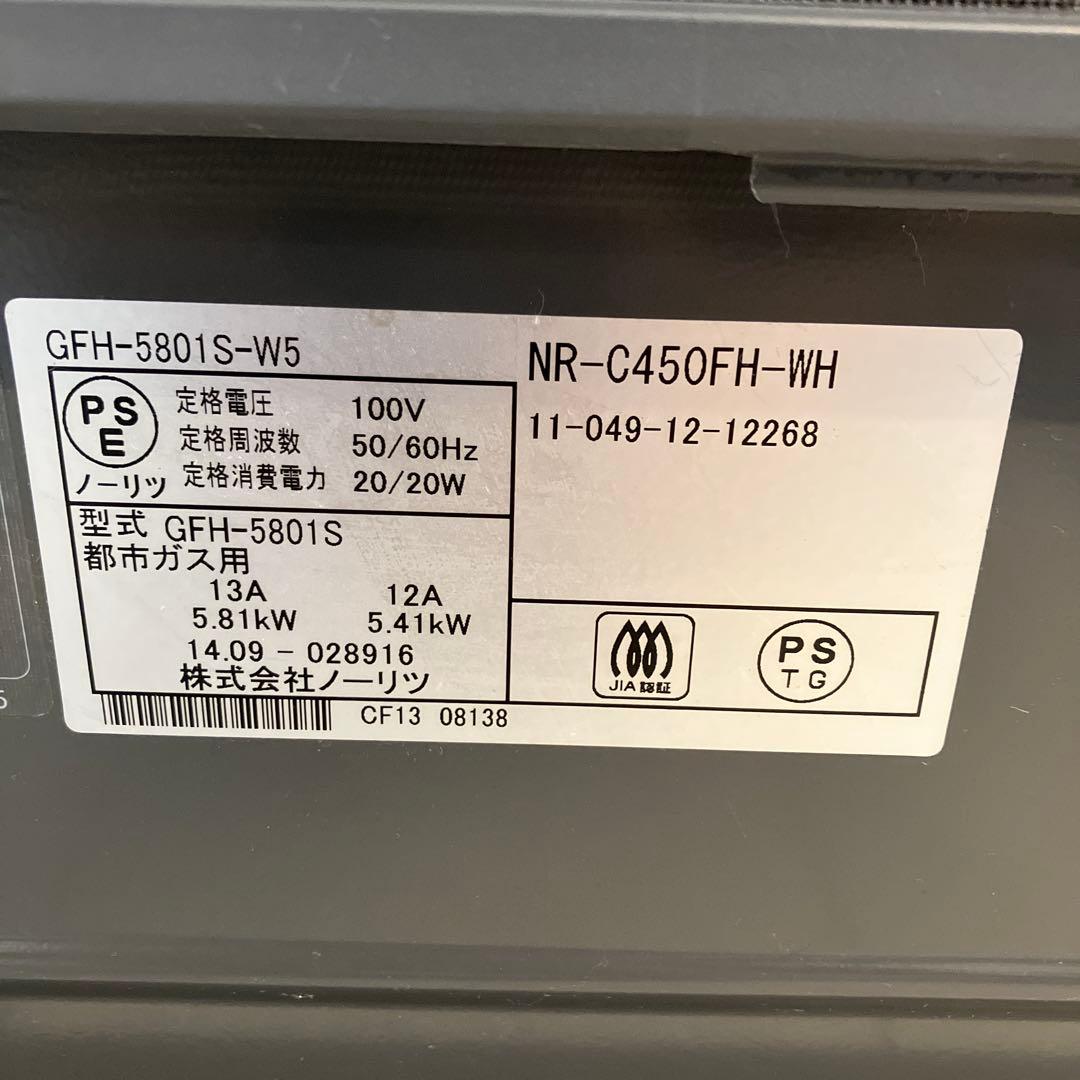 GFH-5801S-W5
PS
E
ノーリツ
定格電圧 100V
定格周波数 50/60Hz
定格消費電力 20/20W
型式 GFH-5801S
都市ガス用
13A 12A
5.81kW 5.41kW
14.09 - 028916
株式会社ノーリツ
CF13 08138
NR-C450FH-WH
11-049-12-12268
JIA認証
PS
TG
5